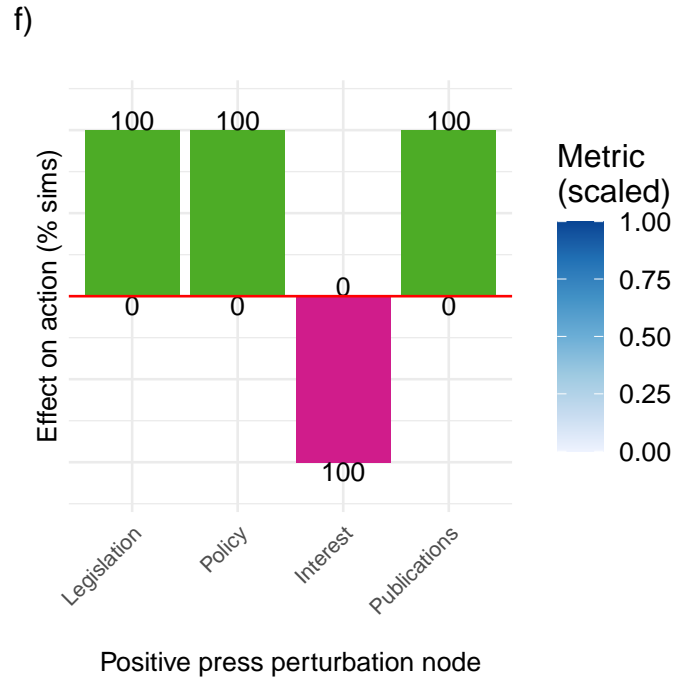 f)
100 100 100
0
0 0 0
100
Effect on action (% sims)
Legislation
Policy
Interest
Publications
Positive press perturbation node
Metric
(scaled)
1.00
0.75
0.50
0.25
0.00